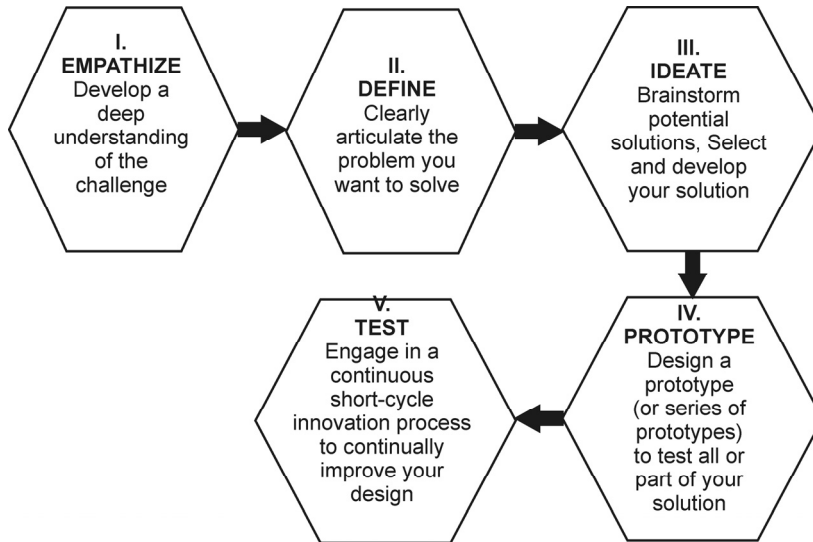 I.
EMPATHIZE
Develop a
deep
understanding
of the
challenge
II.
DEFINE
Clearly
articulate the
problem you
want to solve
III.
IDEATE
Brainstorm
potential
solutions, Select
and develop
your solution
IV.
PROTOTYPE
Design a
prototype
(or series of
prototypes)
to test all or
part of your
solution
V.
TEST
Engage in a
continuous
short-cycle
innovation process
to continually
improve your
design